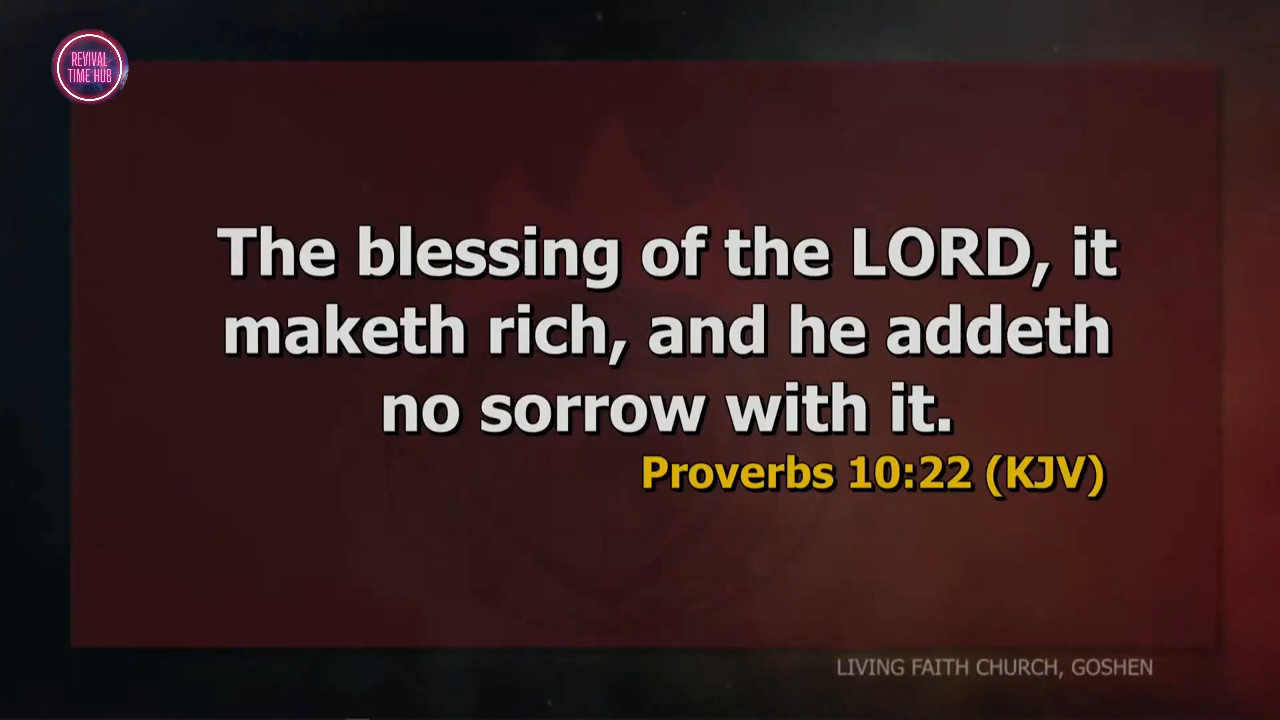 REVIVAL
TIME HUB
The blessing of the LORD, it
maketh rich, and he addeth
no sorrow with it.
Proverbs 10:22 (KJV)
LIVING FAITH CHURCH, GOSHEN